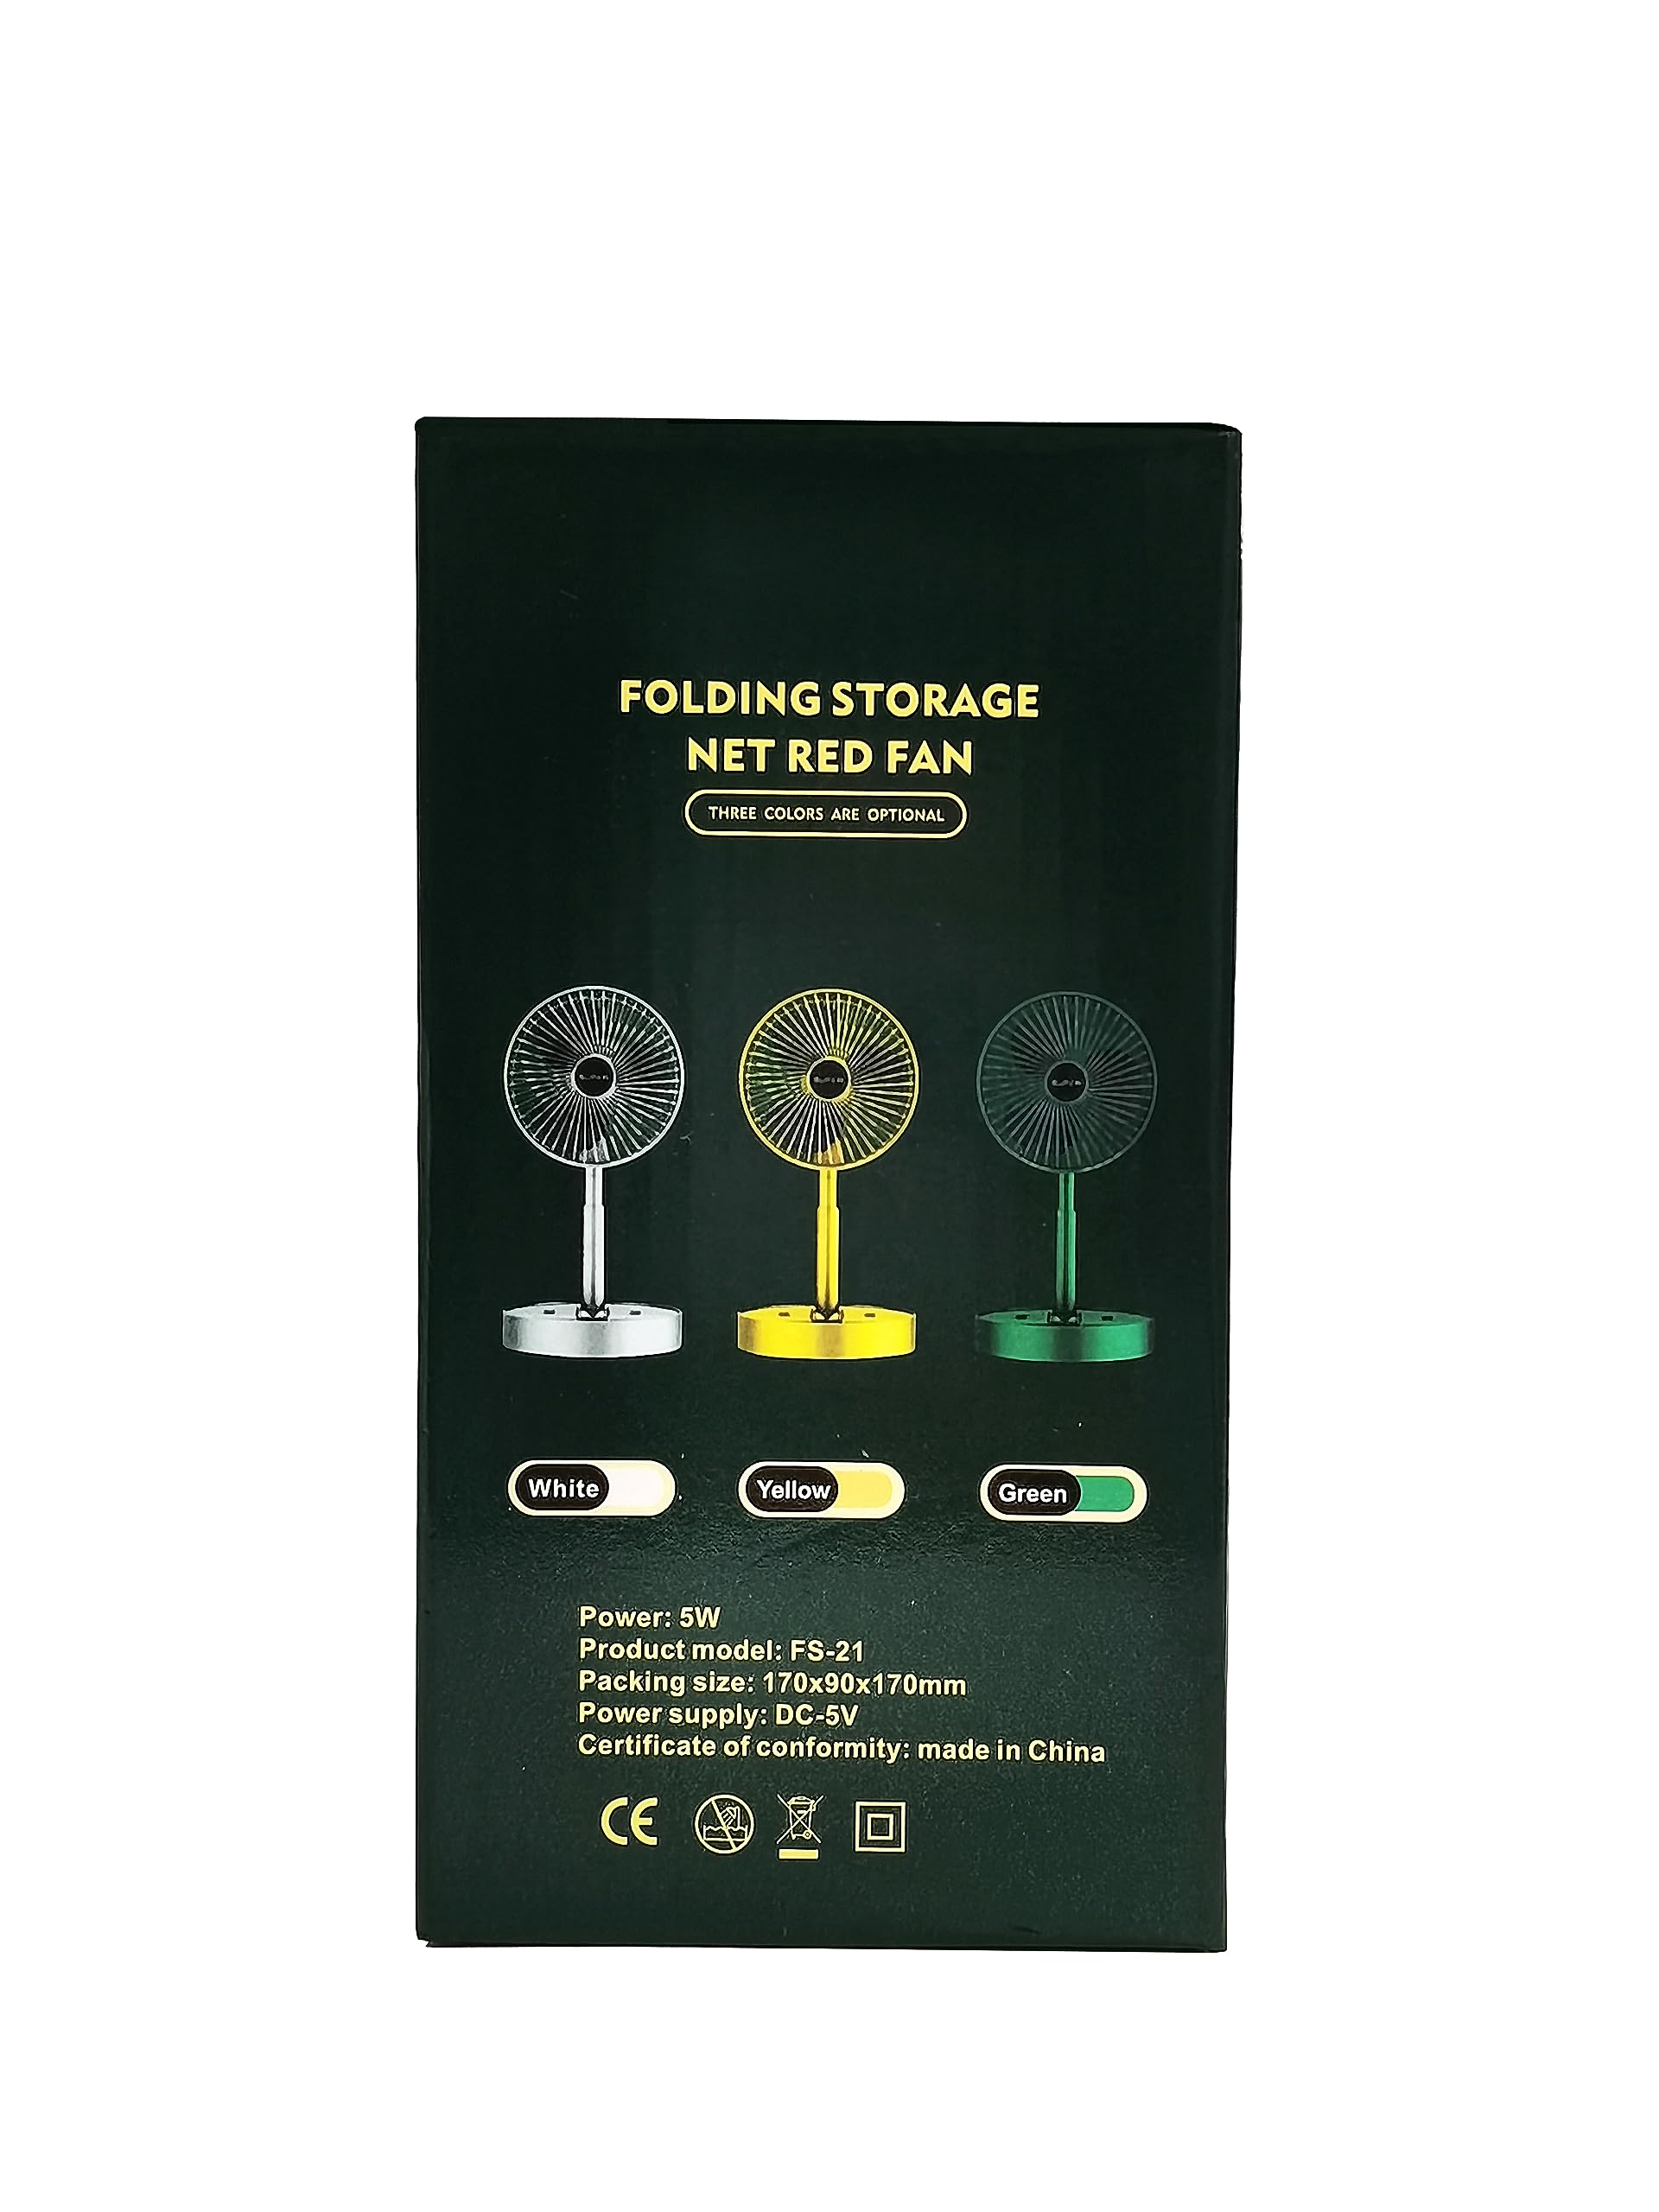 FOLDING STORAGE
NET RED FAN
THREE COLORS ARE OPTIONAL
White
Yellow
Green
Power: 5W
Product model: FS-21
Packing size: 170x90x170mm
Power supply: DC-5V
Certificate of conformity: made in China
CE